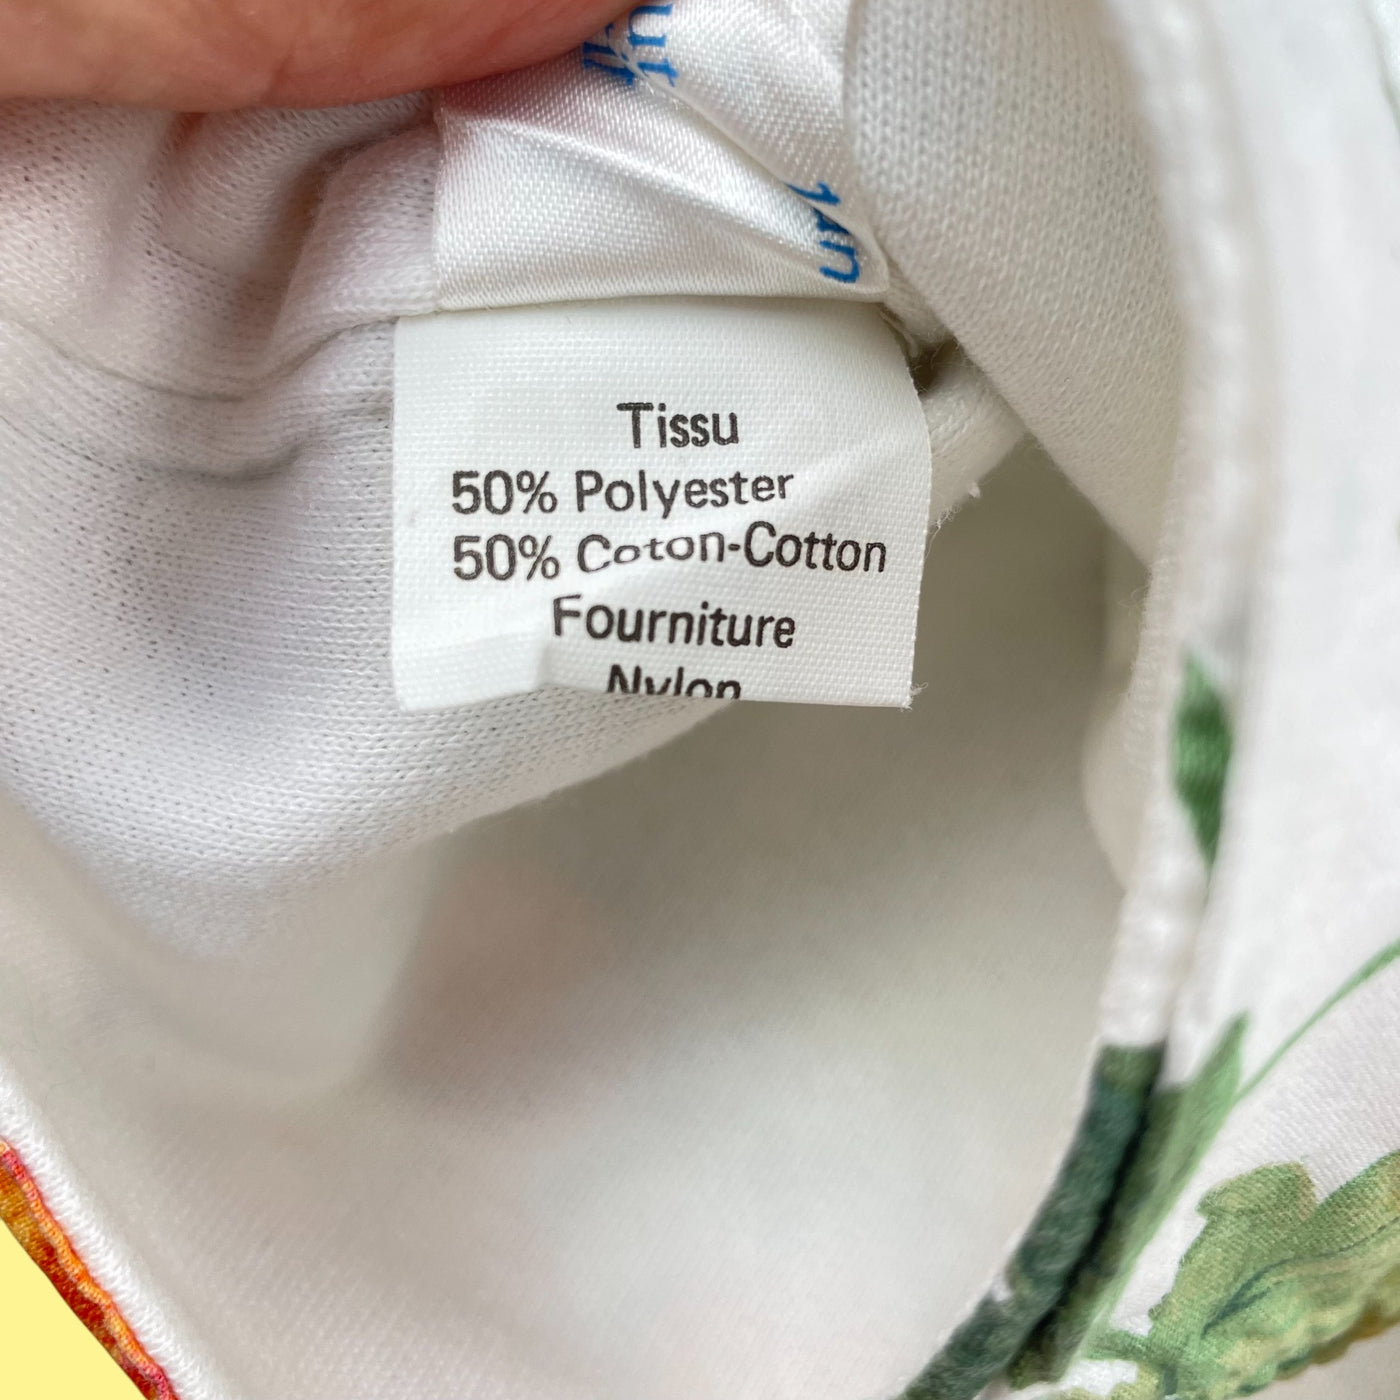 Tissu
50% Polyester
50% Coton-Cotton
Fourniture
Nylon